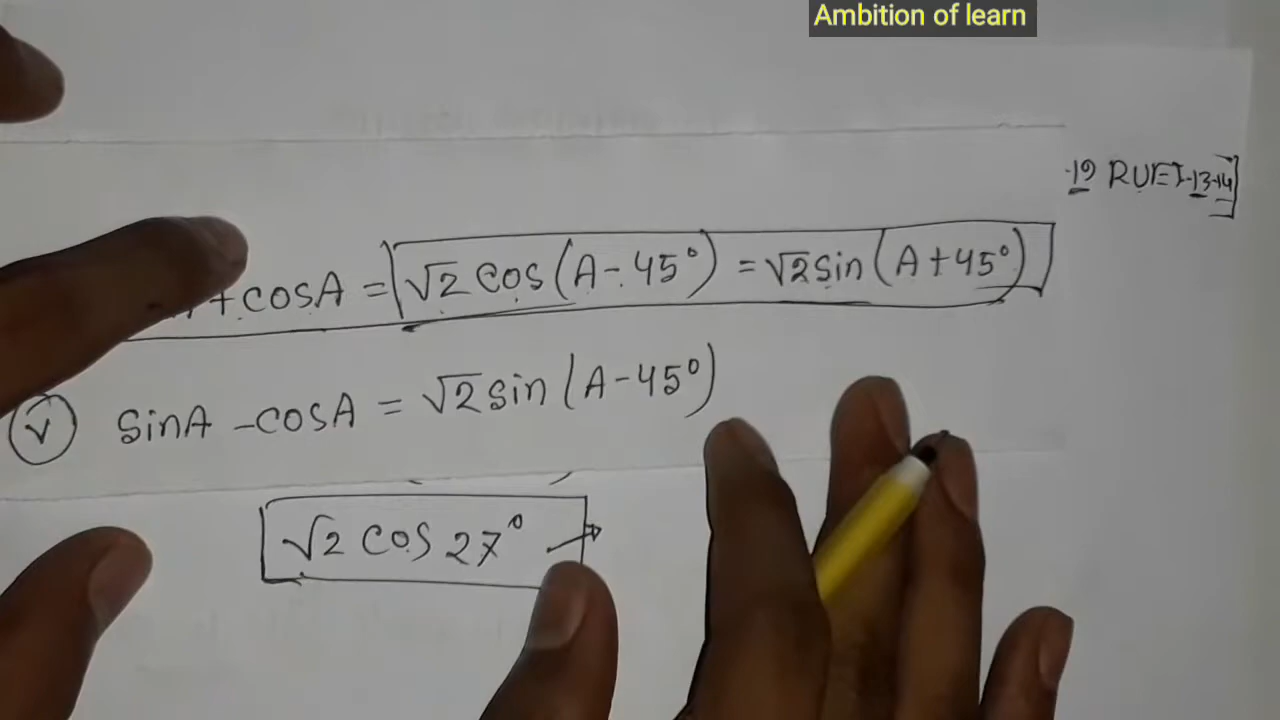 Ambition of learn
-19 RUET-13-14]
+ cosA = √2 cos(A - 45°) = √2 sin(A + 45°)
(v) sinA - cosA = √2 sin(A - 45°)
√2 cos 27°